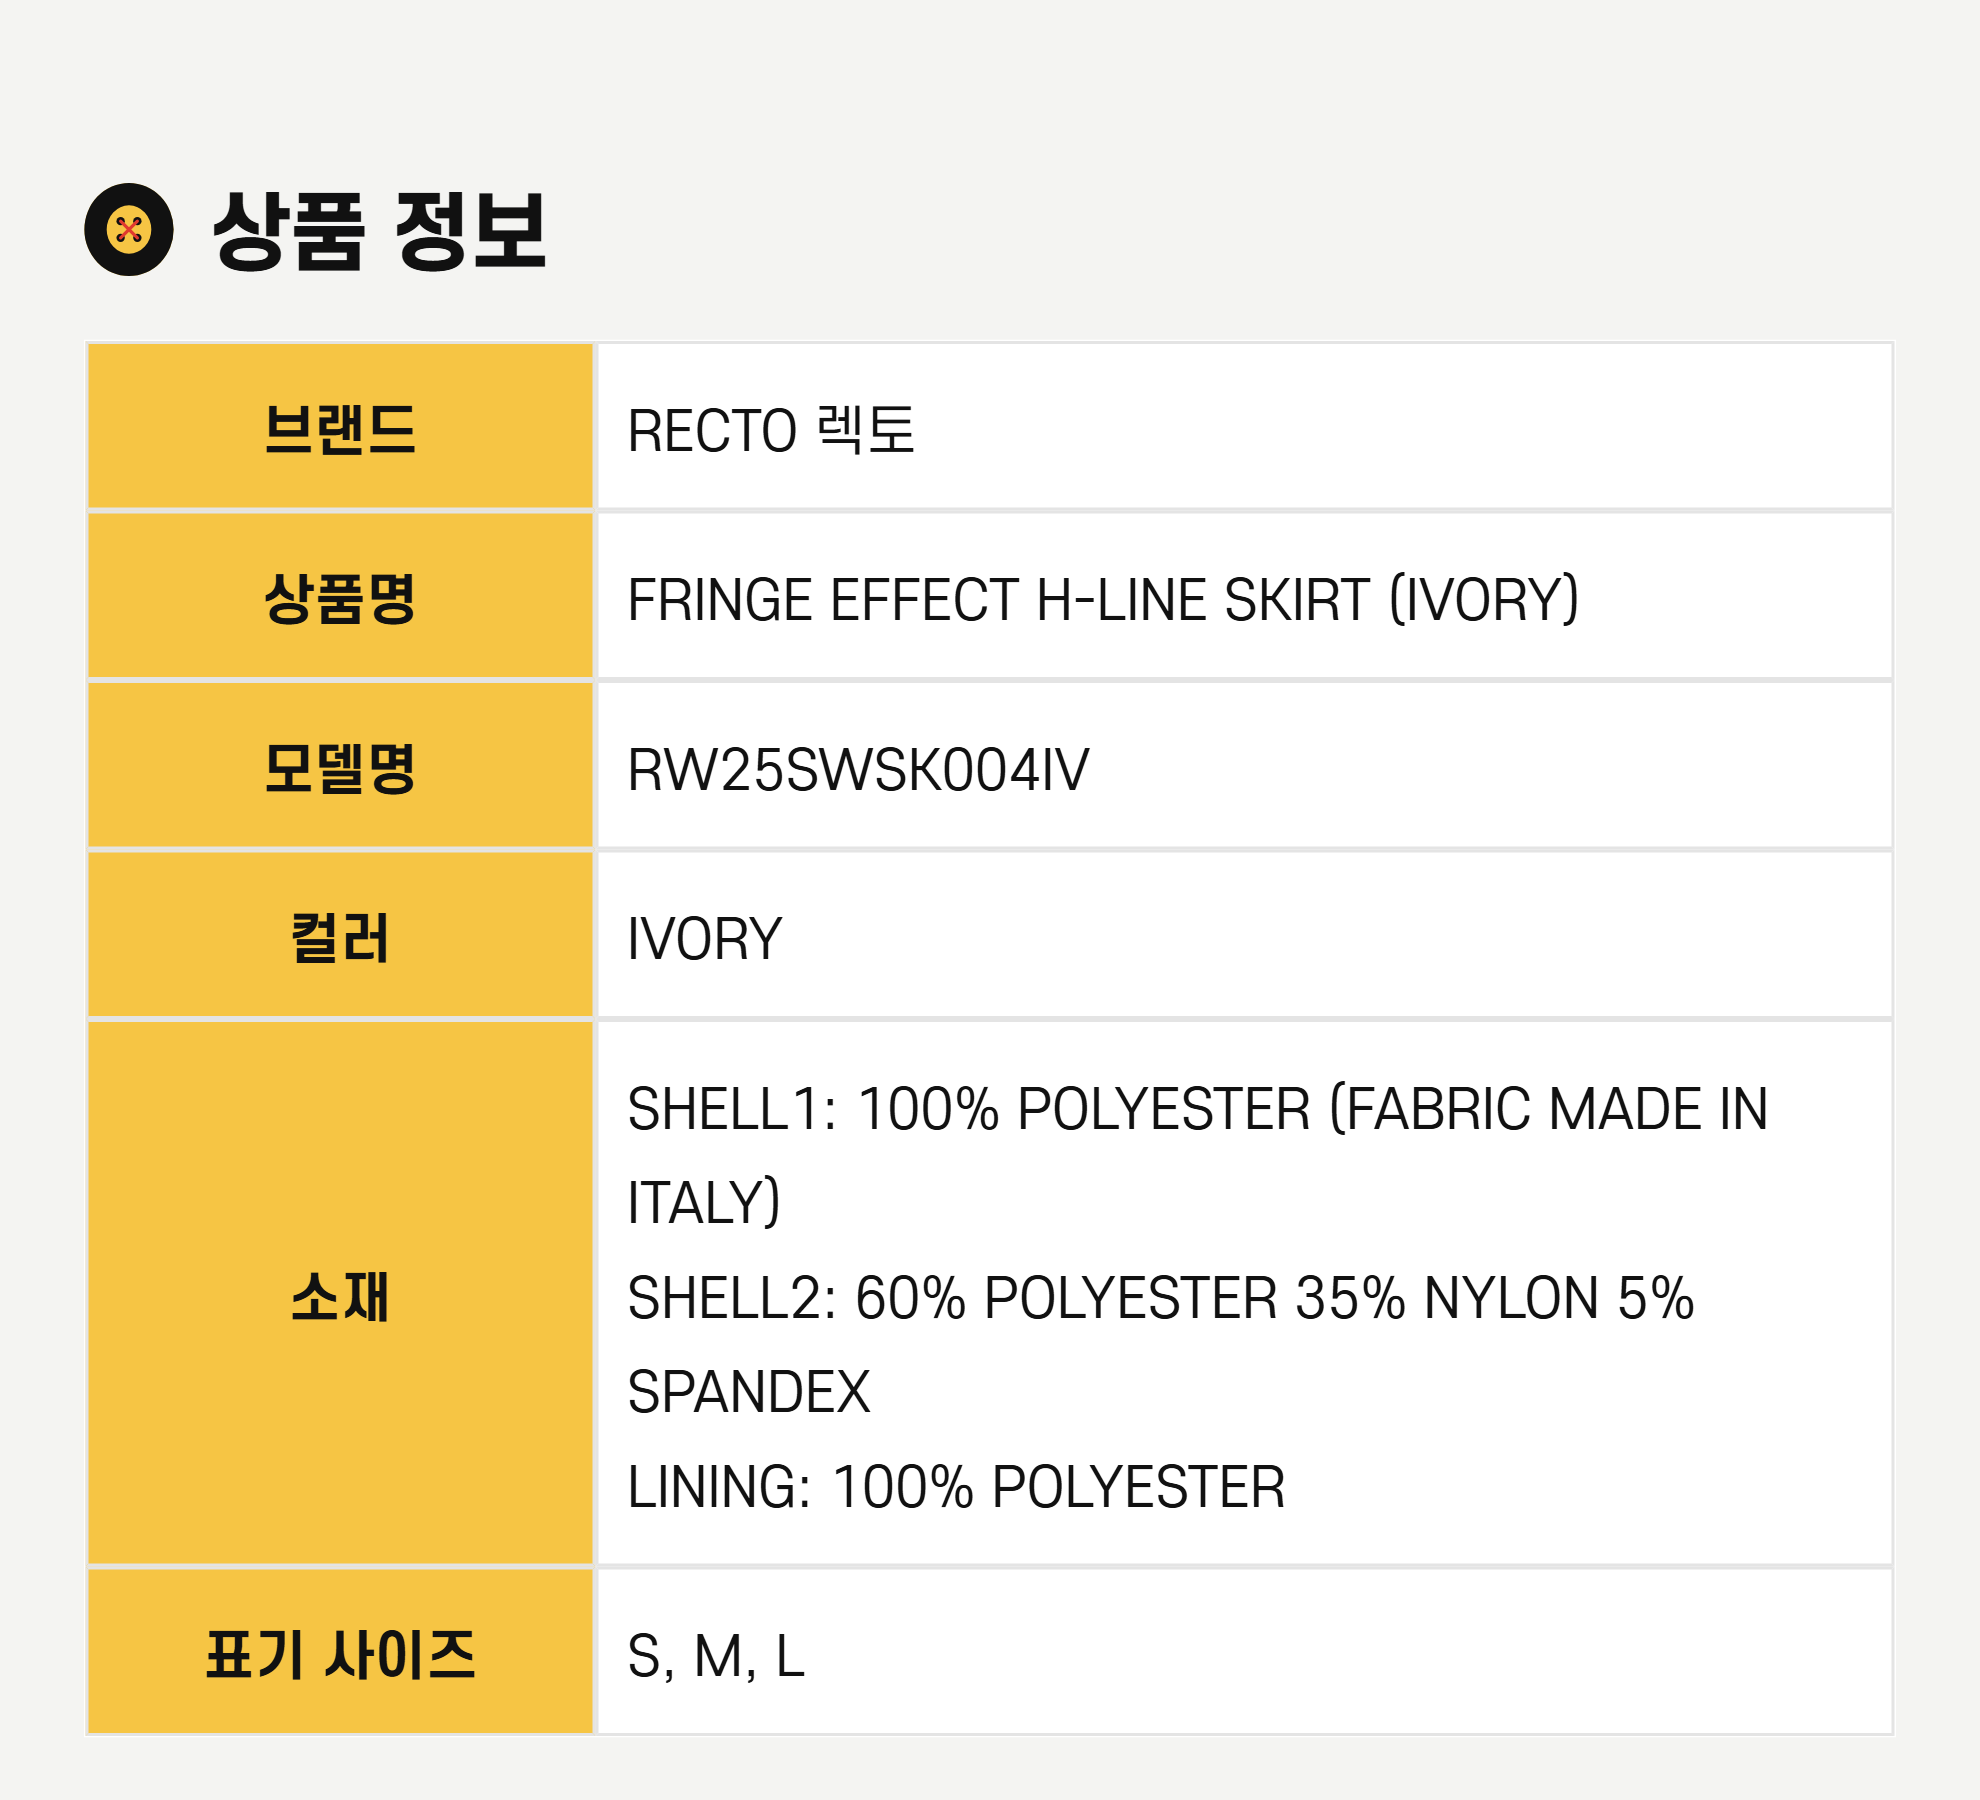 상품 정보
브랜드
RECTO 렉토
상품명
FRINGE EFFECT H-LINE SKIRT (IVORY)
모델명
RW25SWSK004IV
컬러
IVORY
소재
SHELL1: 100% POLYESTER (FABRIC MADE IN
ITALY)
SHELL2: 60% POLYESTER 35% NYLON 5%
SPANDEX
LINING: 100% POLYESTER
표기 사이즈
S, M, L